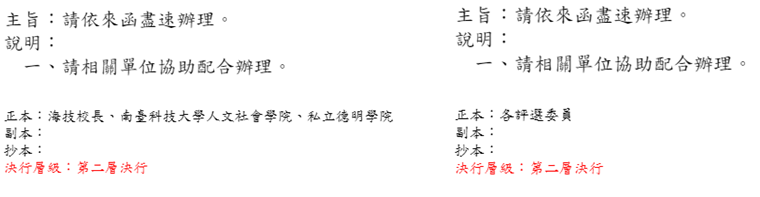 主旨：請依來函盡速辦理。
說明：
一、請相關單位協助配合辦理。
正本：海技校長、南臺科技大學人文社會學院、私立德明學院
副本：
抄本：
決行層級：第二層決行
主旨：請依來函盡速辦理。
說明：
一、請相關單位協助配合辦理。
正本：各評選委員
副本：
抄本：
決行層級：第二層決行